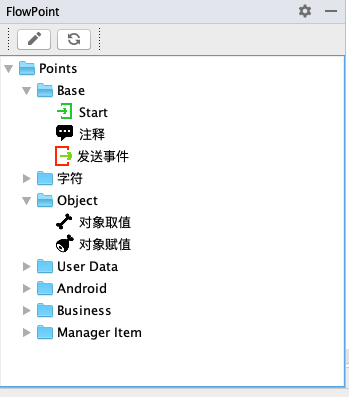 FlowPoint
Points
Base
Start
注释
发送事件
字符
Object
对象取值
对象赋值
User Data
Android
Business
Manager Item